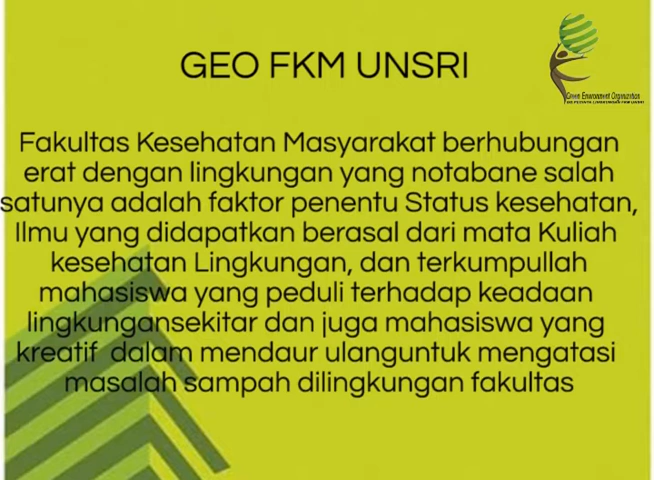 GEO FKM UNSRI
Green Environment Organization
Fakultas Kesehatan Masyarakat berhubungan
erat dengan lingkungan yang notabane salah
satunya adalah faktor penentu Status kesehatan,
Ilmu yang didapatkan berasal dari mata Kuliah
kesehatan Lingkungan, dan terkumpullah
mahasiswa yang peduli terhadap keadaan
lingkungansekitar dan juga mahasiswa yang
kreatif dalam mendaur ulanguntuk mengatasi
masalah sampah dilingkungan fakultas